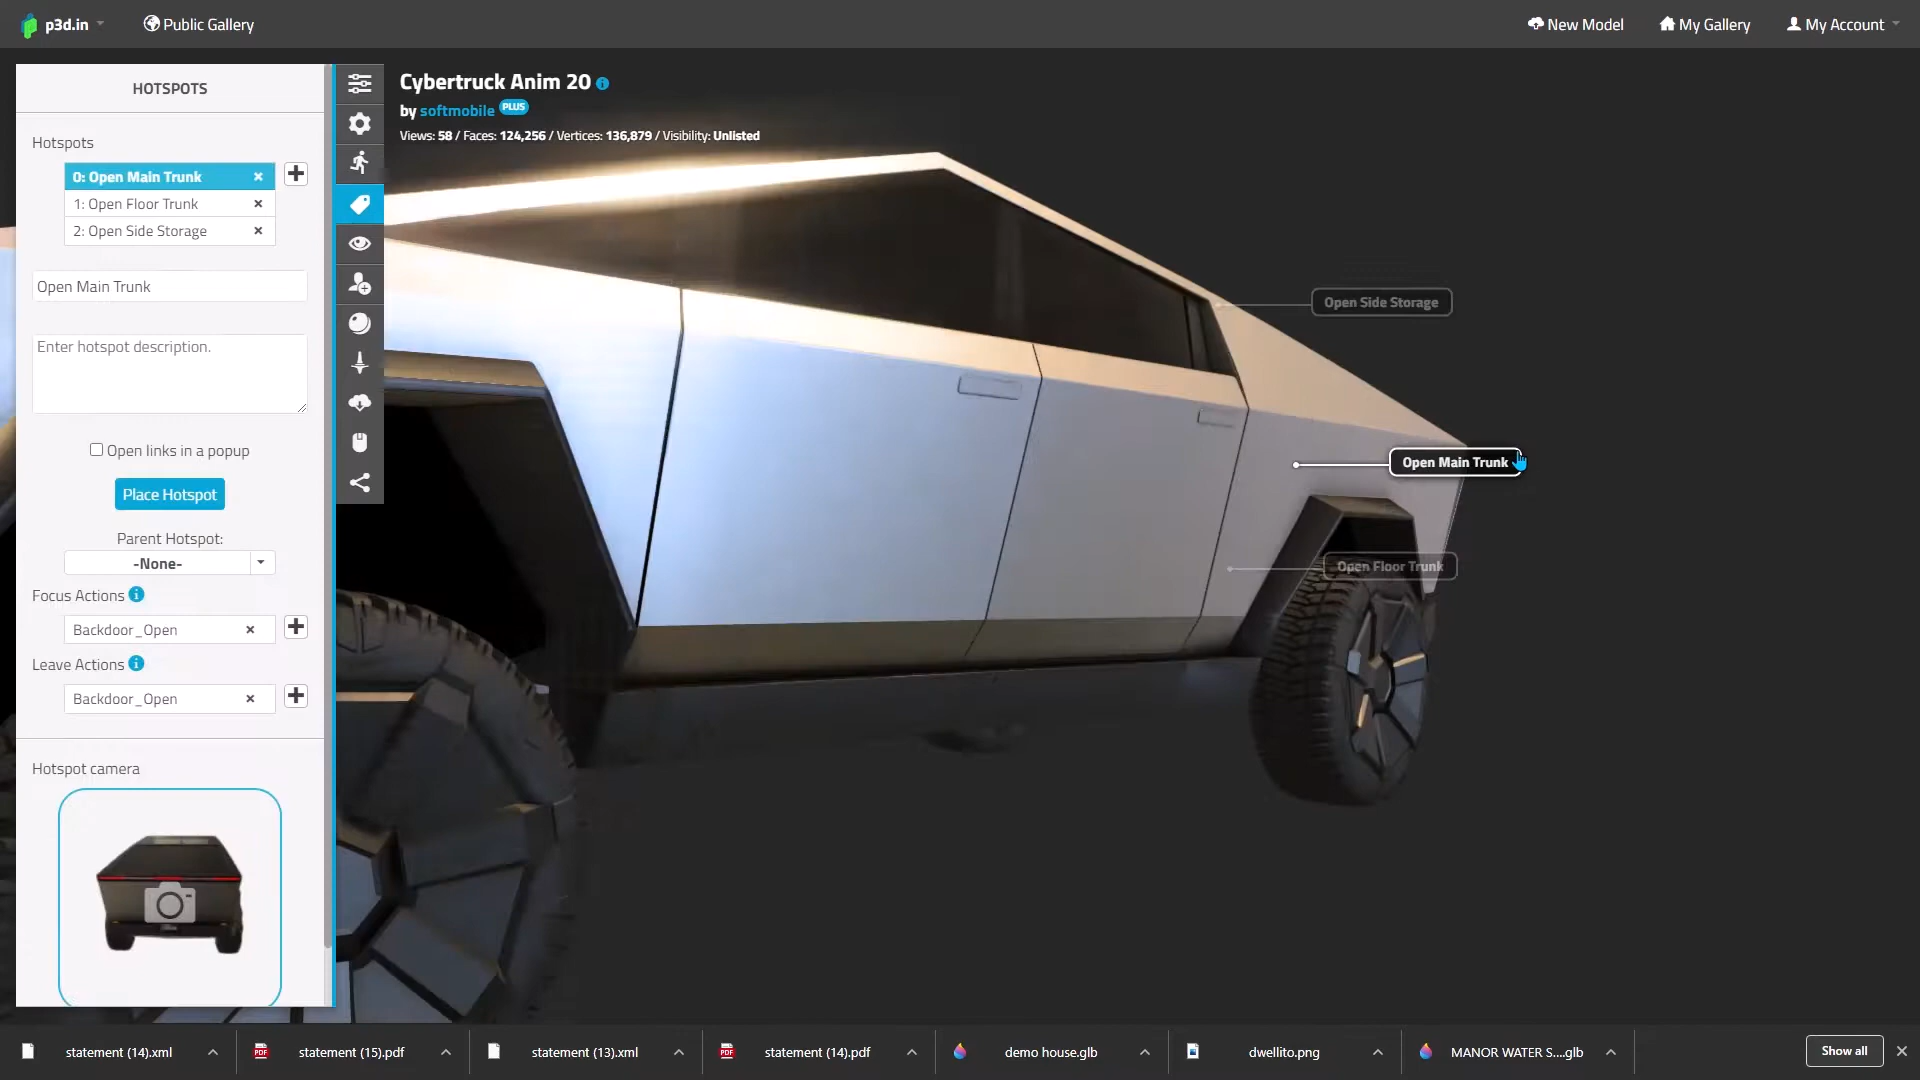 p3d.in
Public Gallery
New Model
My Gallery
My Account
HOTSPOTS
Hotspots
0: Open Main Trunk
1: Open Floor Trunk
2: Open Side Storage
Open Main Trunk
Enter hotspot description.
Open links in a popup
Place Hotspot
Parent Hotspot:
-None-
Focus Actions
Backdoor_Open
Leave Actions
Backdoor_Open
Hotspot camera
Cybertruck Anim 20
by softmobile PLUS
Views: 58 / Faces: 124,256 / Vertices: 136,879 / Visibility: Unlisted
Open Side Storage
Open Main Trunk
Open Floor Trunk
statement (14).xml
PDF
statement (15).pdf
statement (13).xml
PDF
statement (14).pdf
demo house.glb
dwellito.png
MANOR WATER S....glb
Show all